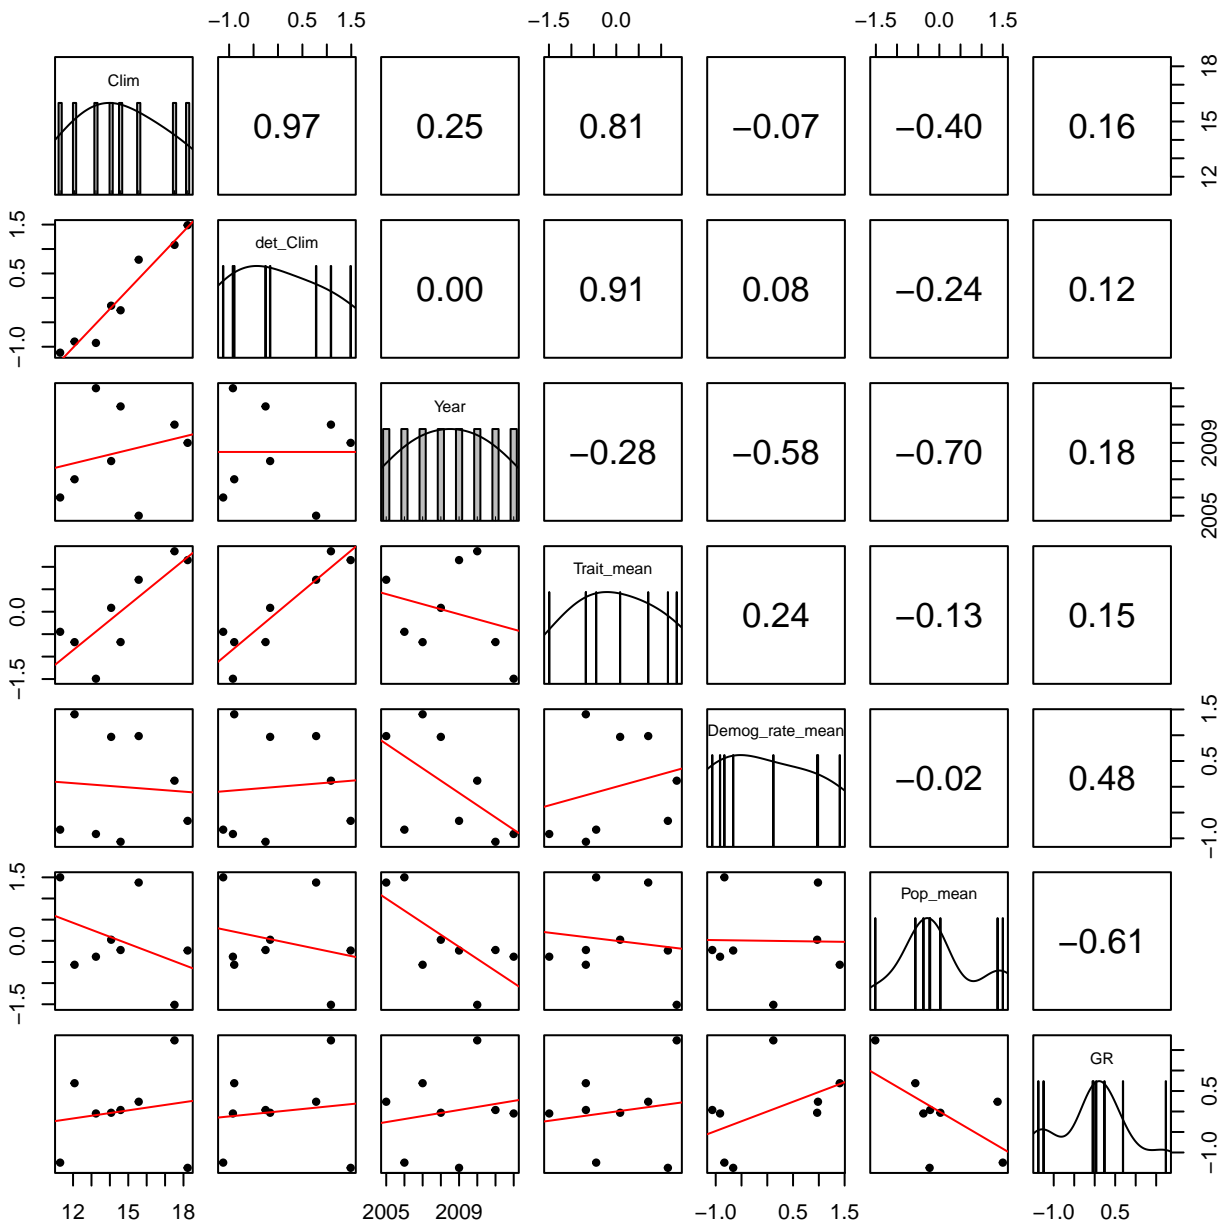 −1.0 0.5 1.5 −1.5 0.0 −1.5 0.0 1.5
Clim 0.97 0.25 0.81 −0.07 −0.40 0.16 12 15 18
−1.0 0.5 1.5 det_Clim 0.00 0.91 0.08 −0.24 0.12
Year −0.28 −0.58 −0.70 0.18 2005 2009
−1.5 0.0 Trait_mean 0.24 −0.13 0.15
Demog_rate_mean −0.02 0.48 −1.0 0.5 1.5
−1.5 0.0 1.5 Pop_mean −0.61
GR −1.0 0.5
12 15 18 2005 2009 −1.0 0.5 1.5 −1.0 0.5